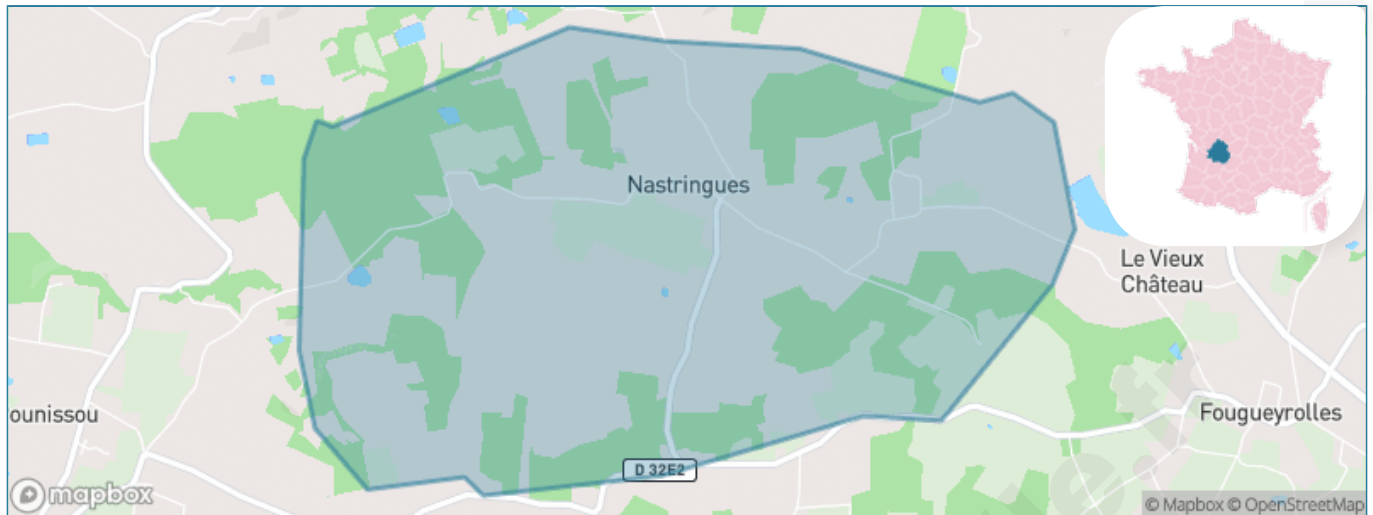 Nastringues
Le Vieux
Château
ounissou
Fougueyrolles
D 32E2
mapbox
© Mapbox © OpenStreetMap